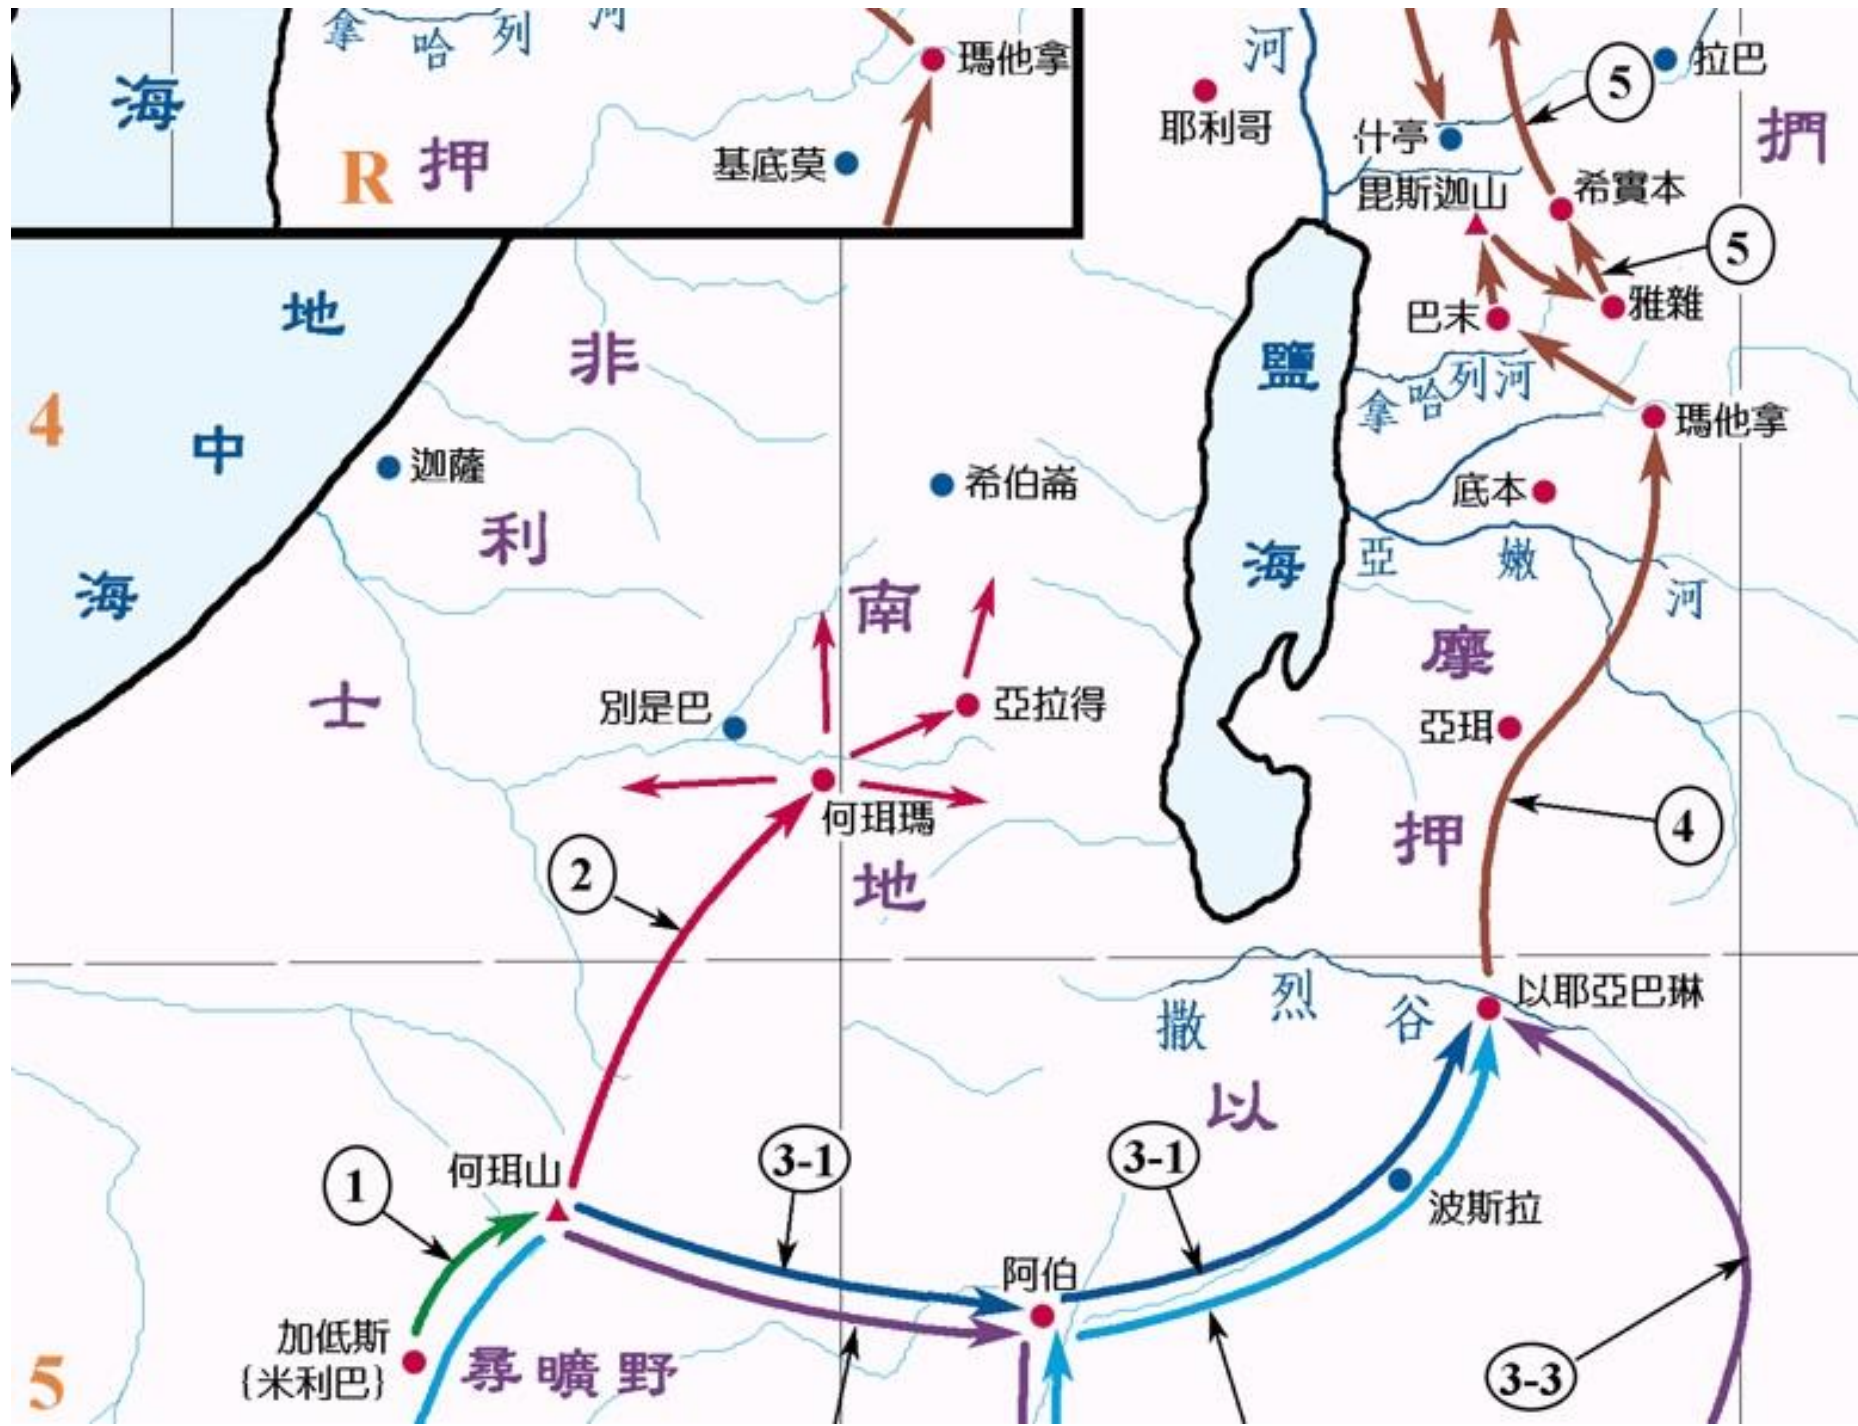 拿哈列河
河
海
瑪他拿
5
拉巴
耶利哥
什亭
捫
R
押
基底莫
毘斯迦山
希實本
5
地
巴末
雅雜
非
鹽
拿哈列河
4
中
迦薩
希伯崙
瑪他拿
底本
利
海
亞嫩河
海
南
摩
士
別是巴
亞拉得
亞珥
何珥瑪
押
4
2
地
以耶亞巴琳
撒烈谷
以
何珥山
3-1
3-1
1
波斯拉
阿伯
加低斯
{米利巴}
尋曠野
3-3
5